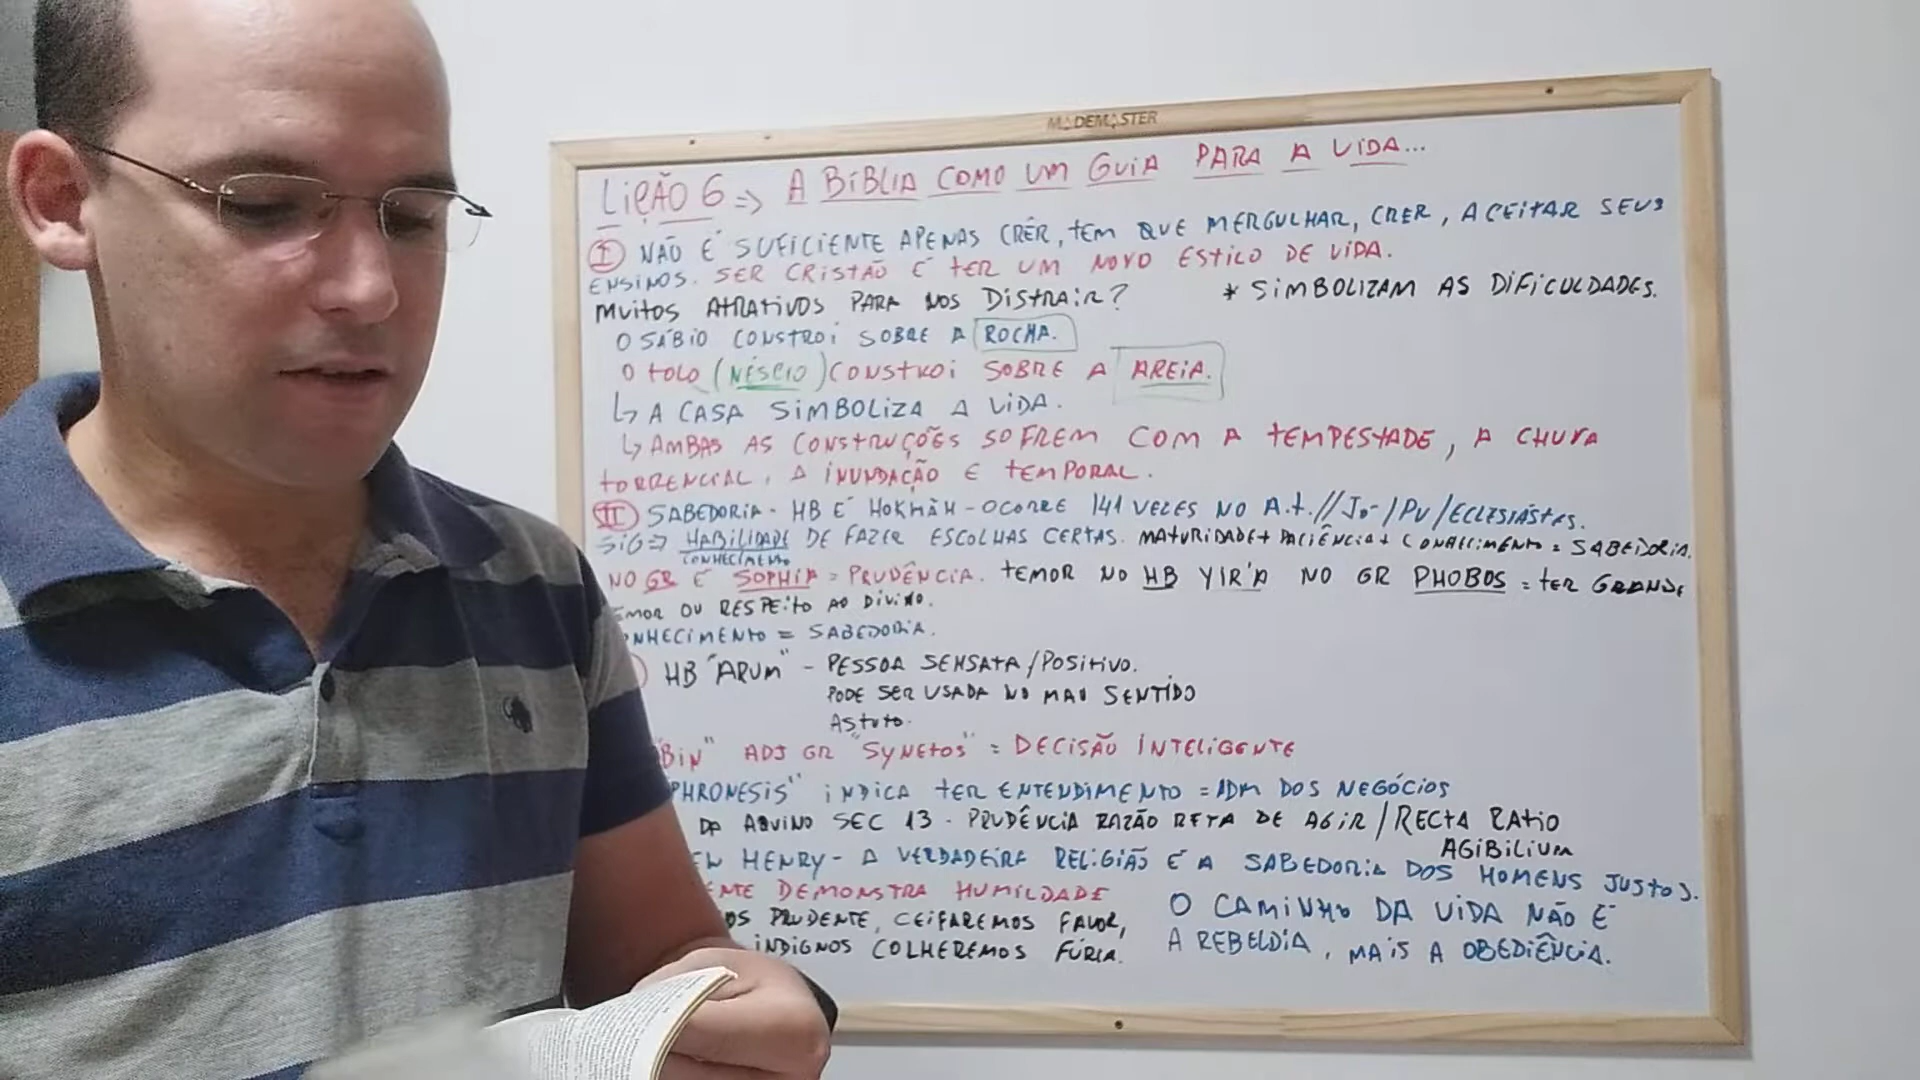 MADEMASTER
LIÇÃO 6 => A BÍBLIA COMO UM GUIA PARA A VIDA...
I NÃO É SUFICIENTE APENAS CRÊR, TEM QUE MERGULHAR, CRER, ACEITAR SEUS
ENSINOS. SER CRISTÃO É TER UM NOVO ESTILO DE VIDA.
MUITOS ATRATIVOS PARA NOS DISTRAIR? * SIMBOLIZAM AS DIFICULDADES.
O SÁBIO CONSTROI SOBRE A ROCHA.
O TOLO (NÉSCIO) CONSTROI SOBRE A AREIA.
↳ A CASA SIMBOLIZA A VIDA.
↳ AMBAS AS CONSTRUÇÕES SOFREM COM A TEMPESTADE, A CHUVA
TORRENCIAL, A INUNDAÇÃO E TEMPORAL.
II SABEDORIA - HB É HOKMÁH - OCORRE 141 VEZES NO A.T. // JÓ - / PV / ECLESIÁSTES.
SIG => HABILIDADE DE FAZER ESCOLHAS CERTAS. MATURIDADE + PACIÊNCIA + CONHECIMENTO = SABEDORIA.
CONHECIMENTO
NO GR É SOPHIA = PRUDÊNCIA. TEMOR NO HB YIR'A NO GR PHOBOS = TER GRANDE
EMOR OU RESPEITO AO DIVINO.
NHECIMENTO = SABEDORIA.
HB "ARUM" - PESSOA SENSATA / POSITIVO.
PODE SER USADA NO MAU SENTIDO
ASTUTO.
BIN" ADJ GR "SYNETOS" = DECISÃO INTELIGENTE
PHRONESIS" INDICA TER ENTENDIMENTO = ADM DOS NEGÓCIOS
DA AQUINO SEC 13 - PRUDÊNCIA RAZÃO RETA DE AGIR / RECTA RATIO
AGIBILIUM
EW HENRY - A VERDADEIRA RELIGIÃO É A SABEDORIA DOS HOMENS JUSTOS.
ENTE DEMONSTRA HUMILDADE
OS PRUDENTE, CEIFAREMOS FAVOR,
INDIGNOS COLHEREMOS FÚRIA.
O CAMINHO DA VIDA NÃO É
A REBELDIA, MAIS A OBEDIÊNCIA.